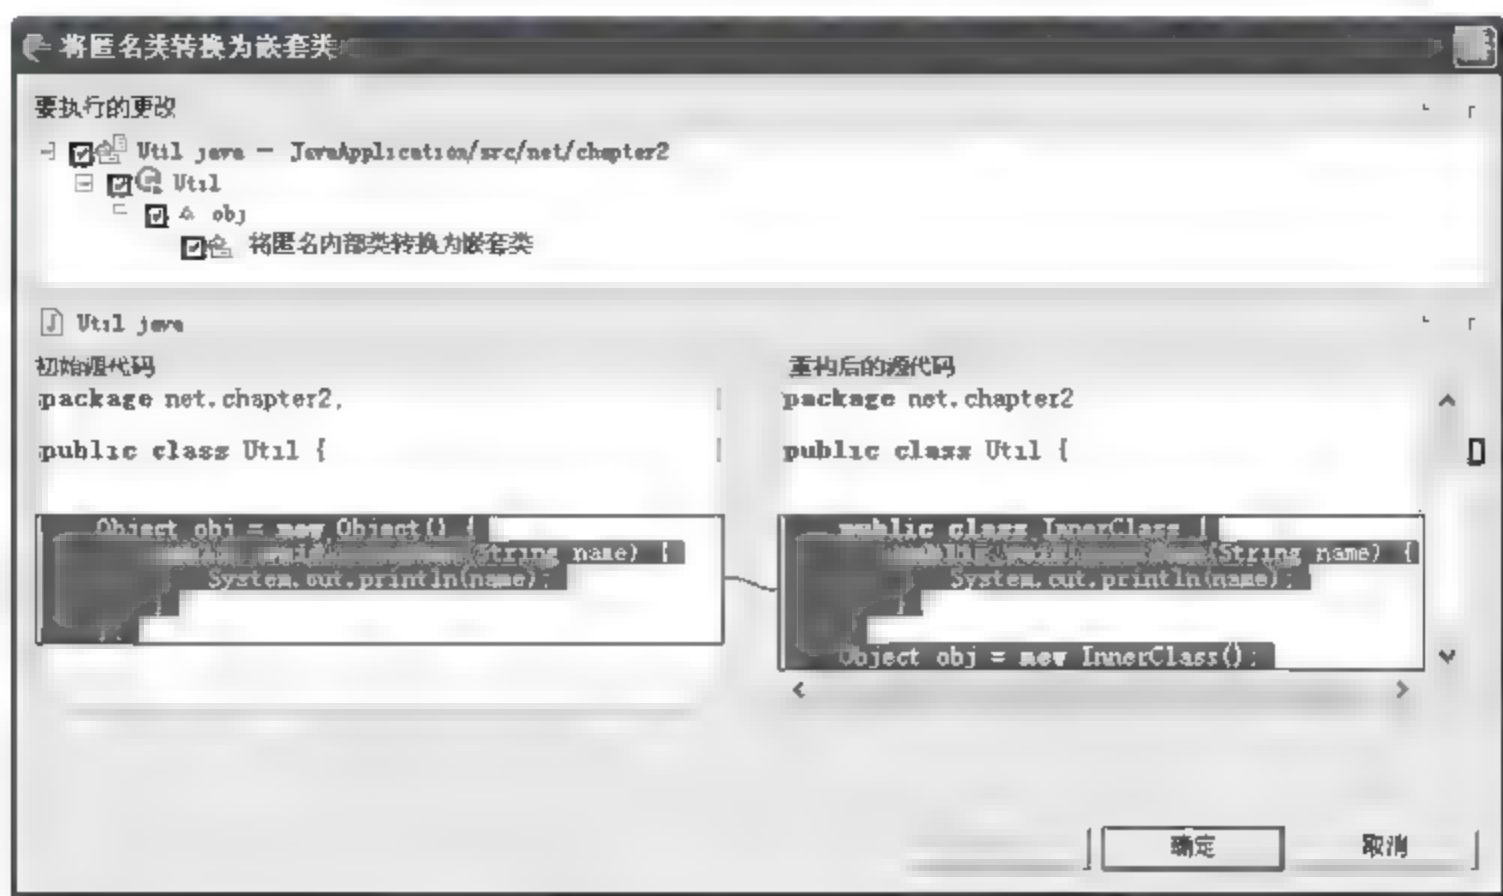 将匿名类转换为嵌套类
要执行的更改
Util java - JavaApplication/src/net/chapter2
Util
obj
将匿名内部类转换为嵌套类
Util java
初始源代码
package net.chapter2,
public class Util {
Object obj = new Object() {
(String name) {
System.out.println(name);
}
};
重构后的源代码
package net.chapter2
public class Util {
public class InnerClass {
(String name) {
System.out.println(name);
}
Object obj = new InnerClass();
确定
取消